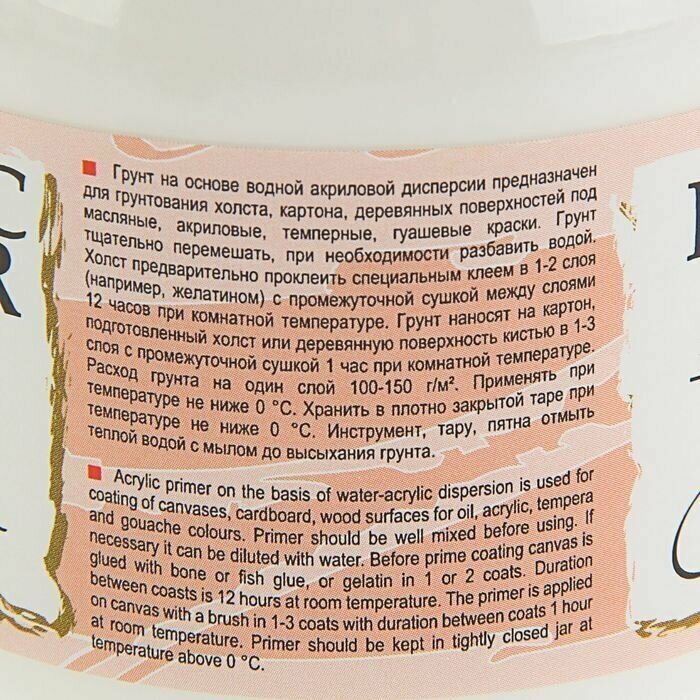 Грунт на основе водной акриловой дисперсии предназначен
для грунтования холста, картона, деревянных поверхностей под
масляные, акриловые, темперные, гуашевые краски. Грунт
тщательно перемешать, при необходимости разбавить водой.
Холст предварительно проклеить специальным клеем в 1-2 слоя
(например, желатином) с промежуточной сушкой между слоями
12 часов при комнатной температуре. Грунт наносят на картон,
подготовленный холст или деревянную поверхность кистью в 1-3
слоя с промежуточной сушкой 1 час при комнатной температуре.
Расход грунта на один слой 100-150 г/м². Применять при
температуре не ниже 0 °С. Хранить в плотно закрытой таре при
температуре не ниже 0 °С. Инструмент, тару, пятна отмыть
теплой водой с мылом до высыхания грунта.
Acrylic primer on the basis of water-acrylic dispersion is used for
coating of canvases, cardboard, wood surfaces for oil, acrylic, tempera
and gouache colours. Primer should be well mixed before using. If
necessary it can be diluted with water. Before prime coating canvas is
glued with bone or fish glue, or gelatin in 1 or 2 coats. Duration
between coasts is 12 hours at room temperature. The primer is applied
on canvas with a brush in 1-3 coats with duration between coats 1 hour
at room temperature. Primer should be kept in tightly closed jar at
temperature above 0 °C.
C
R